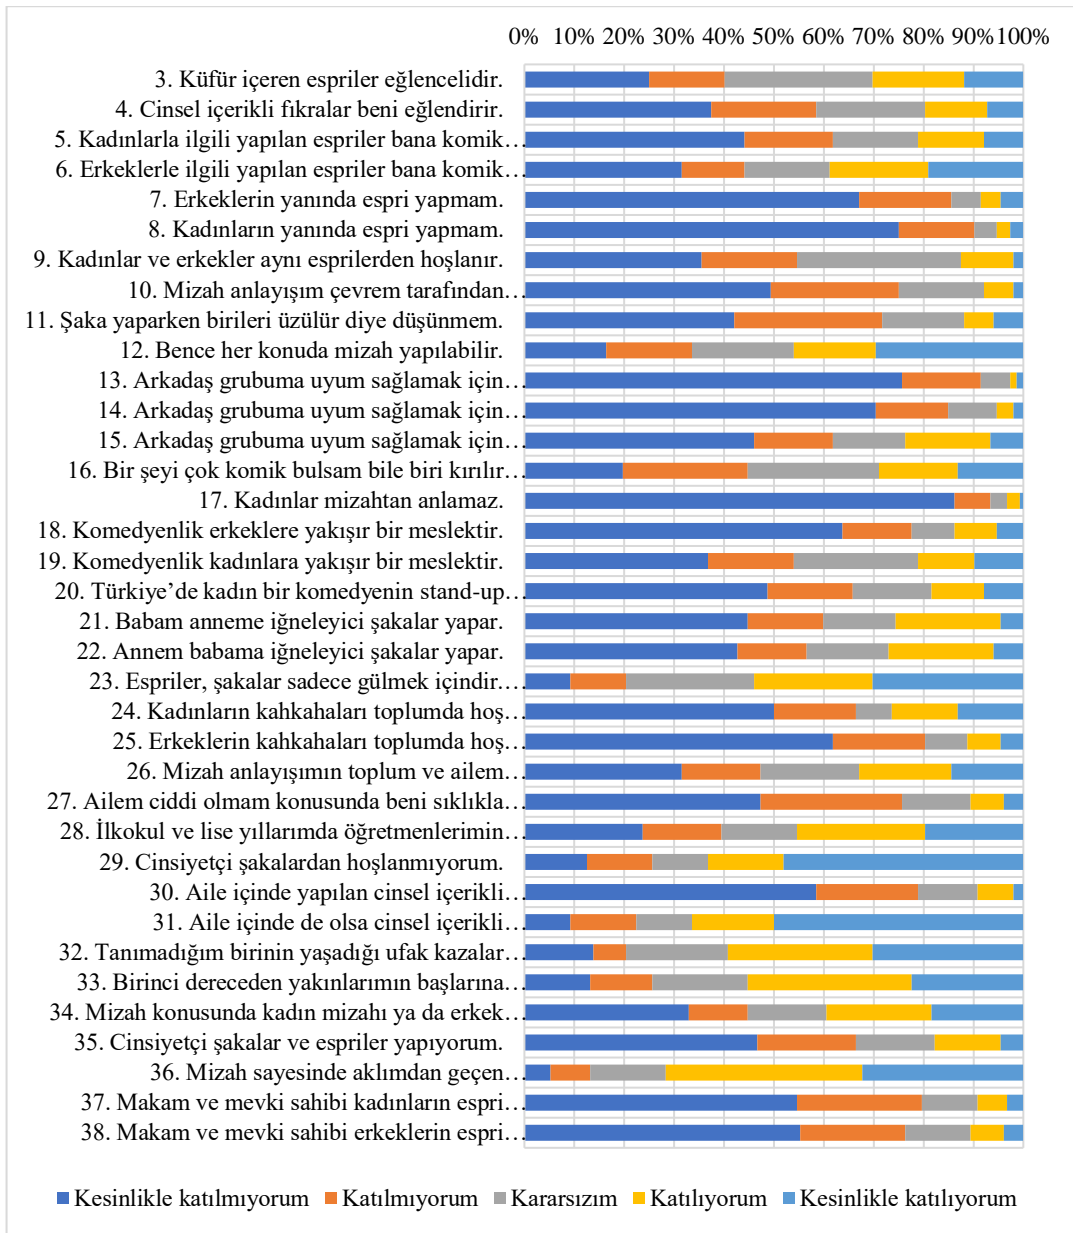 0% 10% 20% 30% 40% 50% 60% 70% 80% 90% 100%
3. Küfür içeren espriler eğlencelidir.
4. Cinsel içerikli fıkralar beni eğlendirir.
5. Kadınlarla ilgili yapılan espriler bana komik…
6. Erkeklerle ilgili yapılan espriler bana komik…
7. Erkeklerin yanında espri yapmam.
8. Kadınların yanında espri yapmam.
9. Kadınlar ve erkekler aynı esprilerden hoşlanır.
10. Mizah anlayışım çevrem tarafından…
11. Şaka yaparken birileri üzülür diye düşünmem.
12. Bence her konuda mizah yapılabilir.
13. Arkadaş grubuma uyum sağlamak için…
14. Arkadaş grubuma uyum sağlamak için…
15. Arkadaş grubuma uyum sağlamak için…
16. Bir şeyi çok komik bulsam bile biri kırılır…
17. Kadınlar mizahtan anlamaz.
18. Komedyenlik erkeklere yakışır bir meslektir.
19. Komedyenlik kadınlara yakışır bir meslektir.
20. Türkiye’de kadın bir komedyenin stand-up…
21. Babam anneme iğneleyici şakalar yapar.
22. Annem babama iğneleyici şakalar yapar.
23. Espriler, şakalar sadece gülmek içindir.…
24. Kadınların kahkahaları toplumda hoş…
25. Erkeklerin kahkahaları toplumda hoş…
26. Mizah anlayışımın toplum ve ailem…
27. Ailem ciddi olmam konusunda beni sıklıkla…
28. İlkokul ve lise yıllarımda öğretmenlerimin…
29. Cinsiyetçi şakalardan hoşlanmıyorum.
30. Aile içinde yapılan cinsel içerikli…
31. Aile içinde de olsa cinsel içerikli…
32. Tanımadığım birinin yaşadığı ufak kazalar…
33. Birinci dereceden yakınlarımın başlarına…
34. Mizah konusunda kadın mizahı ya da erkek…
35. Cinsiyetçi şakalar ve espriler yapıyorum.
36. Mizah sayesinde aklımdan geçen…
37. Makam ve mevki sahibi kadınların espri…
38. Makam ve mevki sahibi erkeklerin espri…
Kesinlikle katılmıyorum Katılmıyorum Kararsızım Katılıyorum Kesinlikle katılıyorum